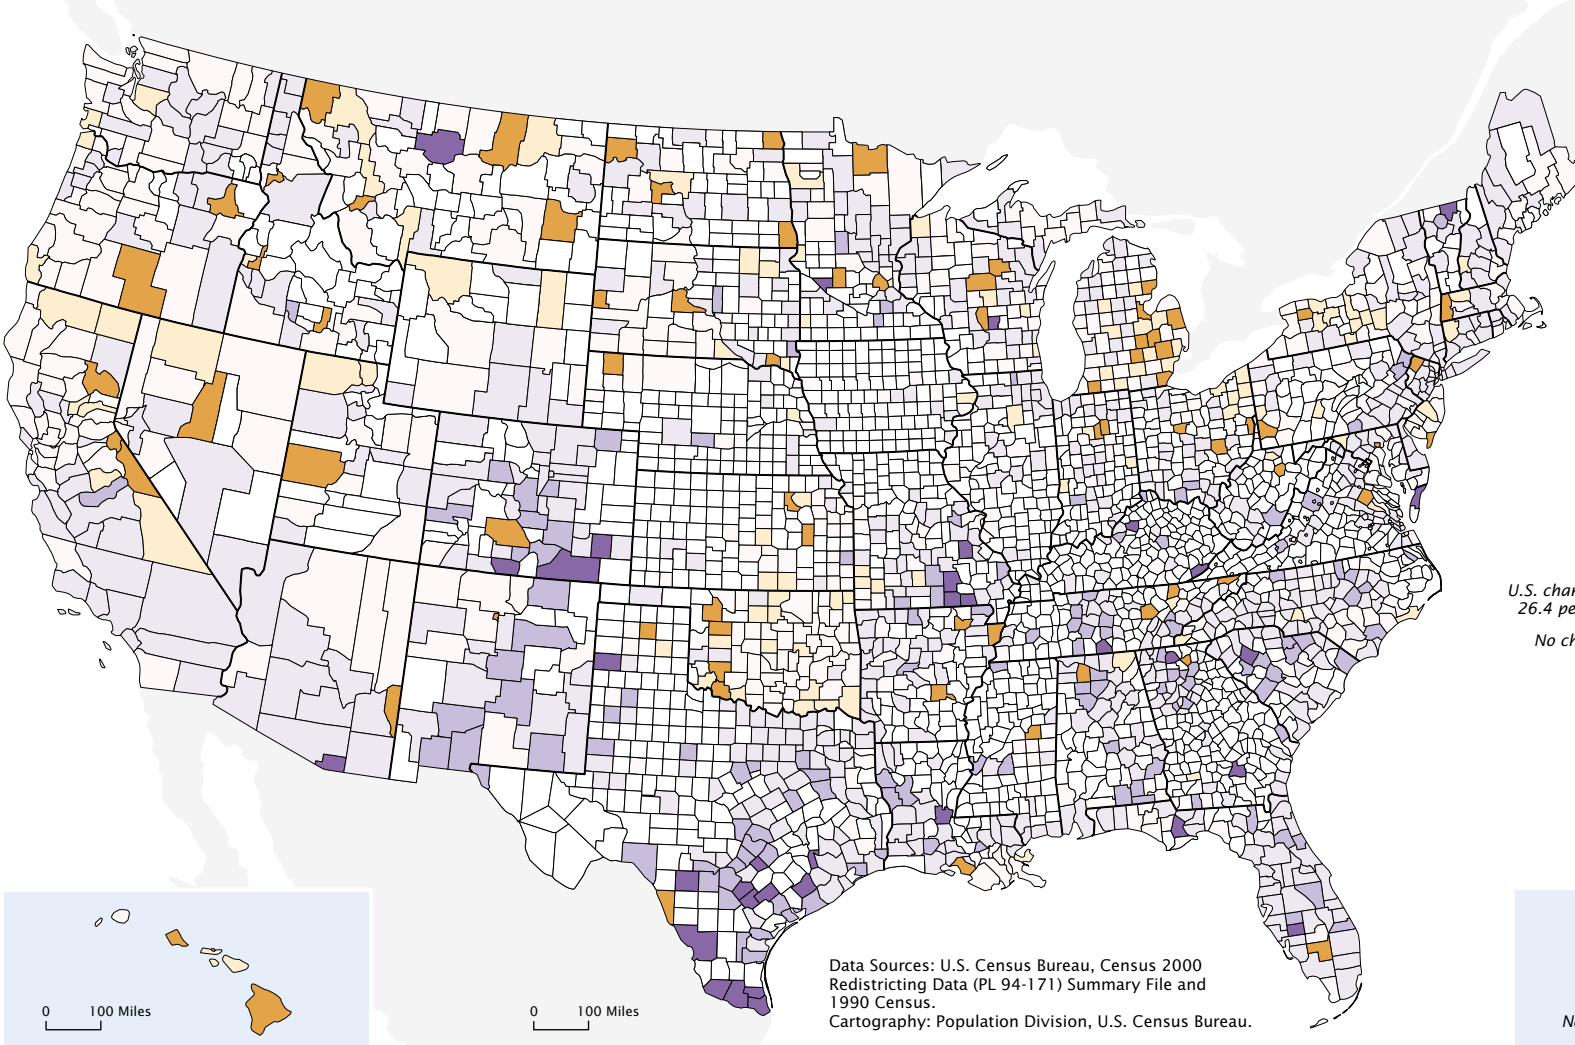 U.S. chan
26.4 pe
No ch
Data Sources: U.S. Census Bureau, Census 2000
Redistricting Data (PL 94-171) Summary File and
1990 Census.
Cartography: Population Division, U.S. Census Bureau.
0 100 Miles
0 100 Miles